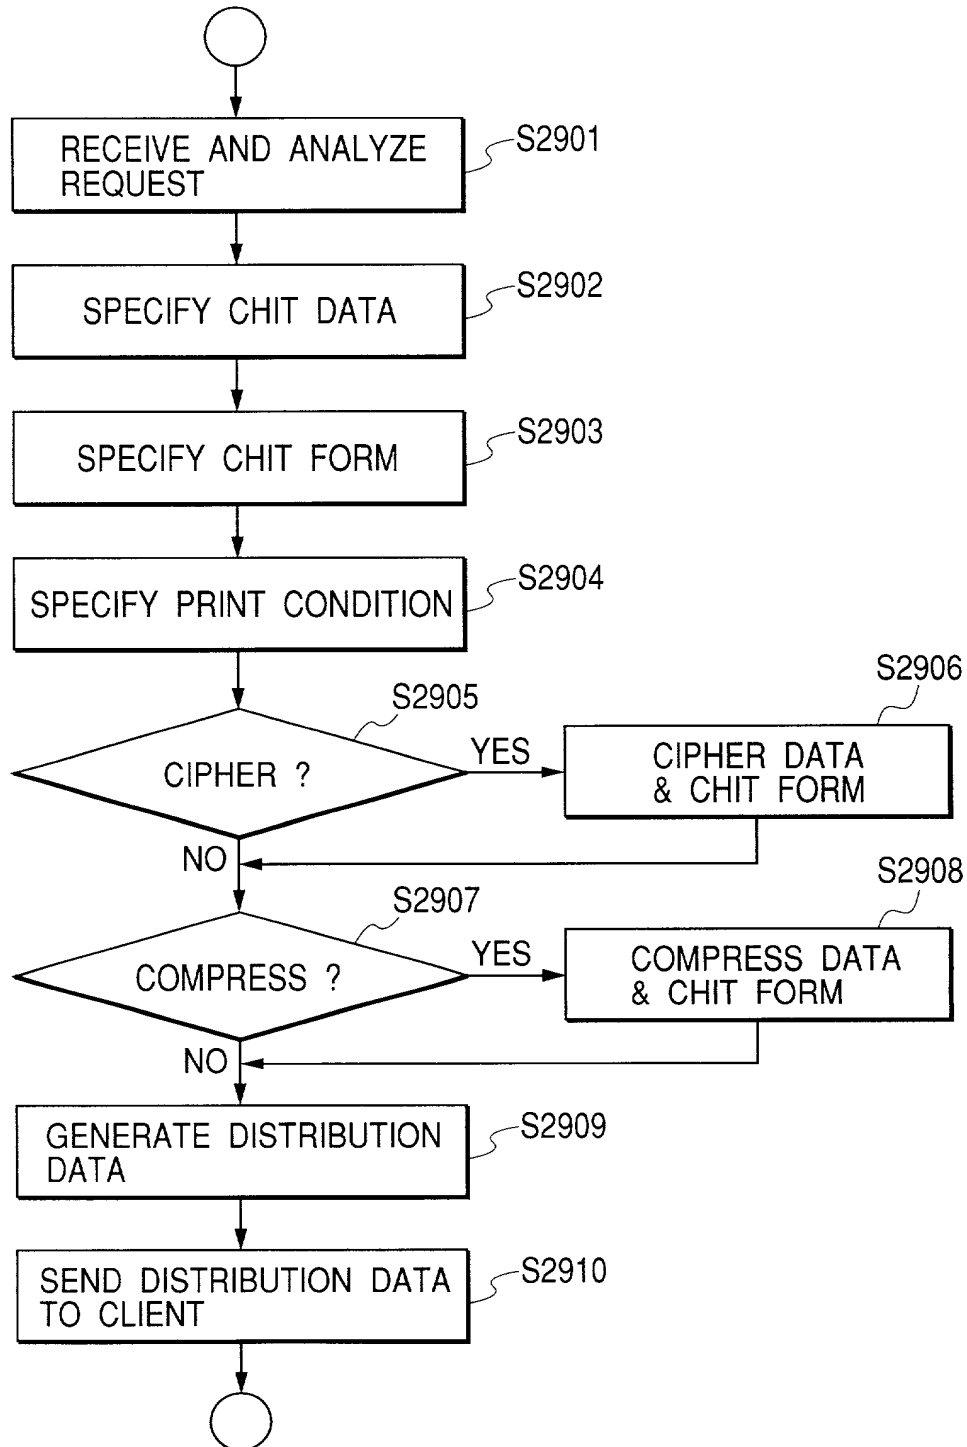 RECEIVE AND ANALYZE
REQUEST
S2901
SPECIFY CHIT DATA
S2902
SPECIFY CHIT FORM
S2903
SPECIFY PRINT CONDITION
S2904
CIPHER ?
S2905
YES
CIPHER DATA
& CHIT FORM
S2906
NO
COMPRESS ?
S2907
YES
COMPRESS DATA
& CHIT FORM
S2908
NO
GENERATE DISTRIBUTION
DATA
S2909
SEND DISTRIBUTION DATA
TO CLIENT
S2910